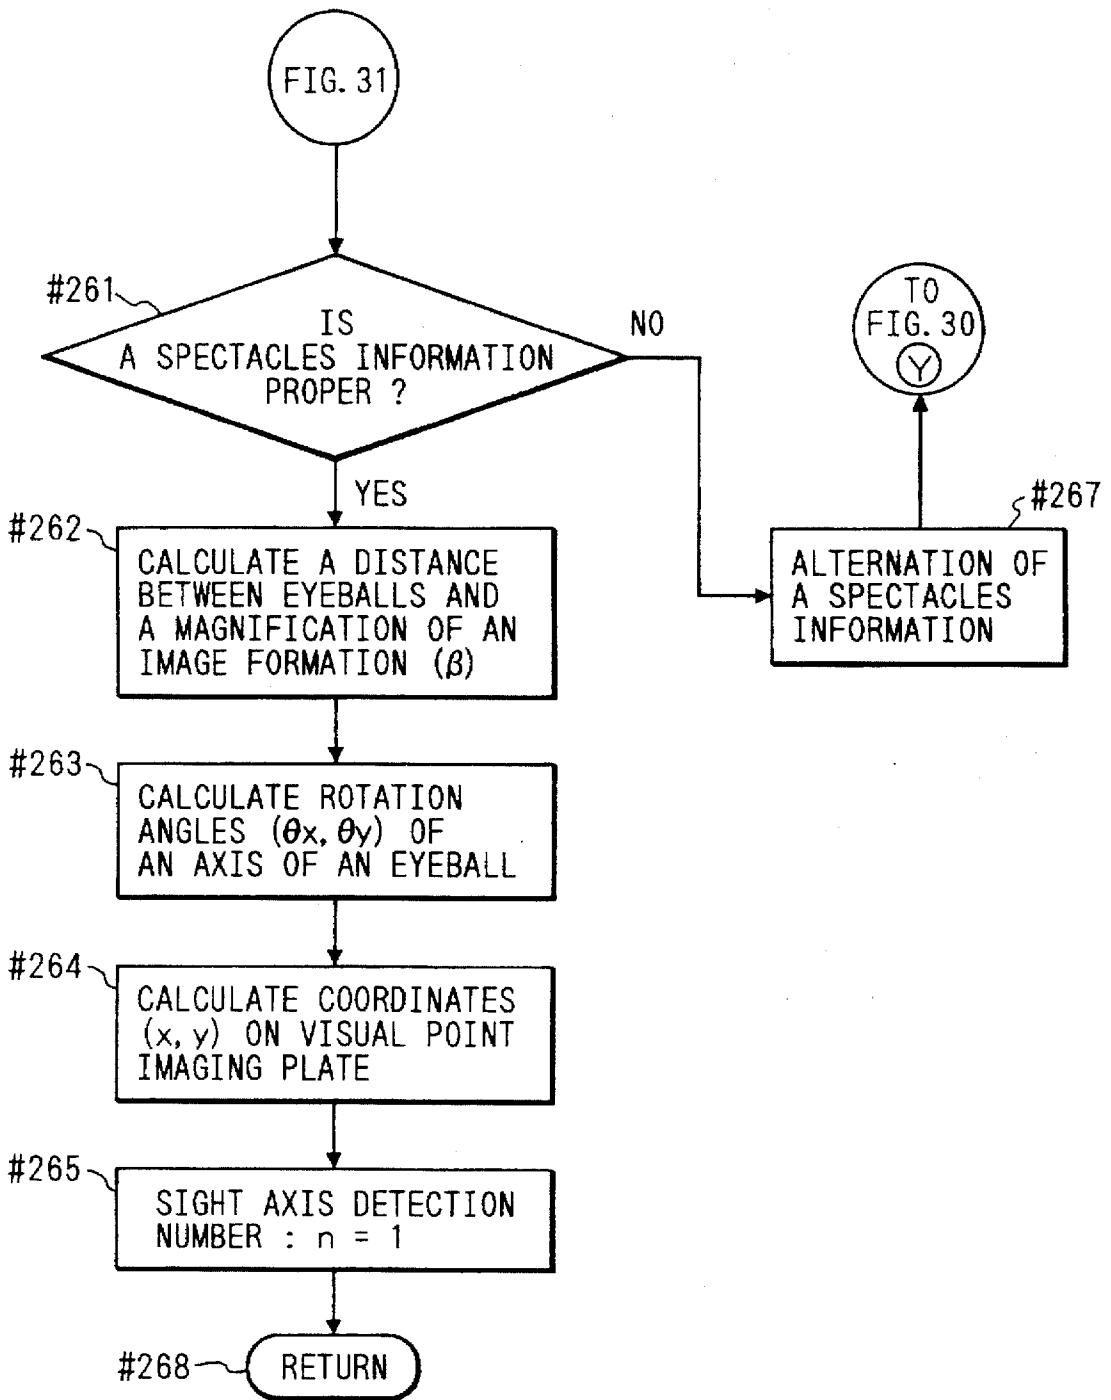 FIG. 31
#261
IS
A SPECTACLES INFORMATION
PROPER ?
NO
YES
TO
FIG. 30
Y
#267
ALTERNATION OF
A SPECTACLES
INFORMATION
#262
CALCULATE A DISTANCE
BETWEEN EYEBALLS AND
A MAGNIFICATION OF AN
IMAGE FORMATION (β)
#263
CALCULATE ROTATION
ANGLES (θx, θy) OF
AN AXIS OF AN EYEBALL
#264
CALCULATE COORDINATES
(x, y) ON VISUAL POINT
IMAGING PLATE
#265
SIGHT AXIS DETECTION
NUMBER : n = 1
#268
RETURN